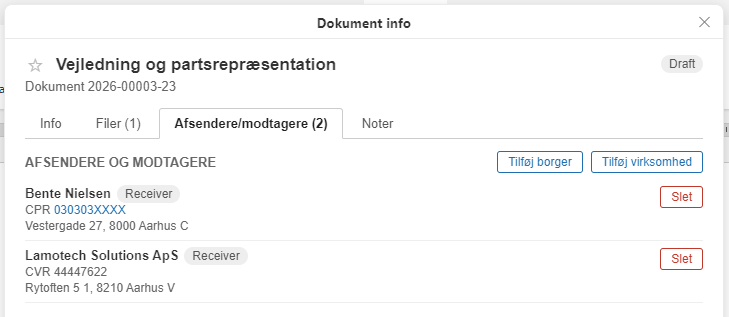 Dokument info
Vejledning og partsrepræsentation
Draft
Dokument 2026-00003-23
Info
Filer (1)
Afsendere/modtagere (2)
Noter
AFSENDERE OG MODTAGERE
Tilføj borger
Tilføj virksomhed
Bente Nielsen Receiver
Slet
CPR 030303XXXX
Vestergade 27, 8000 Aarhus C
Lamotech Solutions ApS Receiver
Slet
CVR 44447622
Rytoften 5 1, 8210 Aarhus V